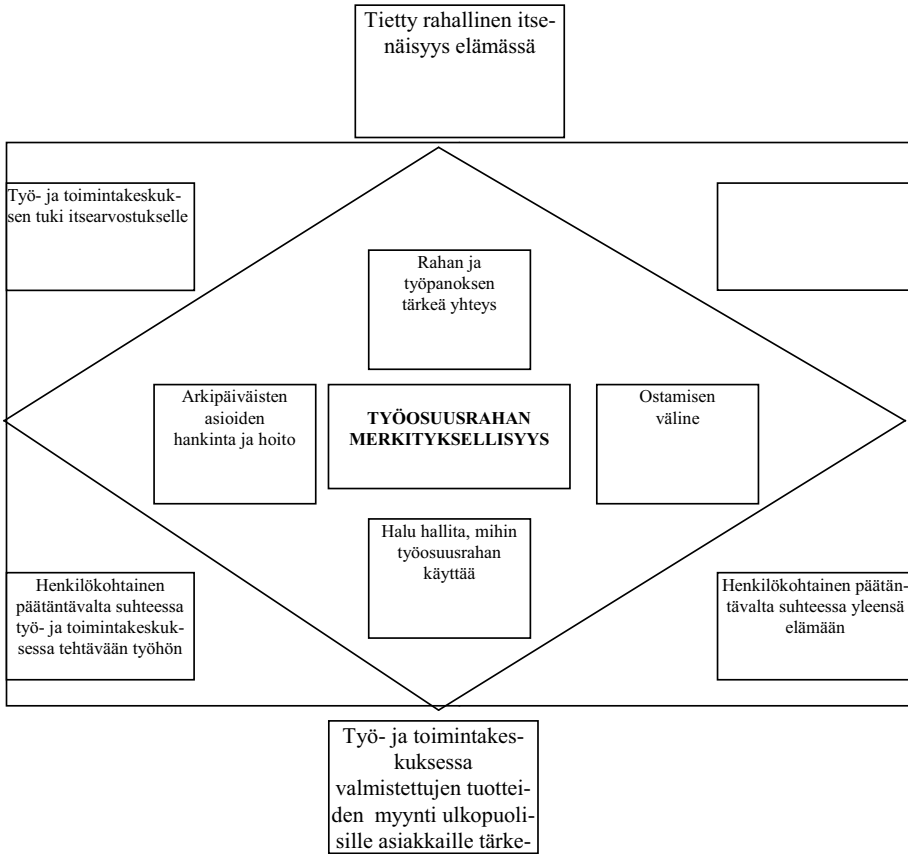 Tietty rahallinen itse-
näisyys elämässä
Työ- ja toimintakeskuk-
sen tuki itsearvostukselle
Rahan ja
työpanoksen
tärkeä yhteys
Arkipäiväisten
asioiden
hankinta ja hoito
TYÖOSUUSRAHAN
MERKITYKSELLISYYS
Ostamisen
väline
Halu hallita, mihin
työosuusrahan
käyttää
Henkilökohtainen
päätäntävalta suhteessa
työ- ja toimintakeskuk-
sessa tehtävään työhön
Henkilökohtainen päätän-
tävalta suhteessa yleensä
elämään
Työ- ja toimintakes-
kuksessa
valmistettujen tuottei-
den  myynti ulkopuoli-
sille asiakkaille tärke-